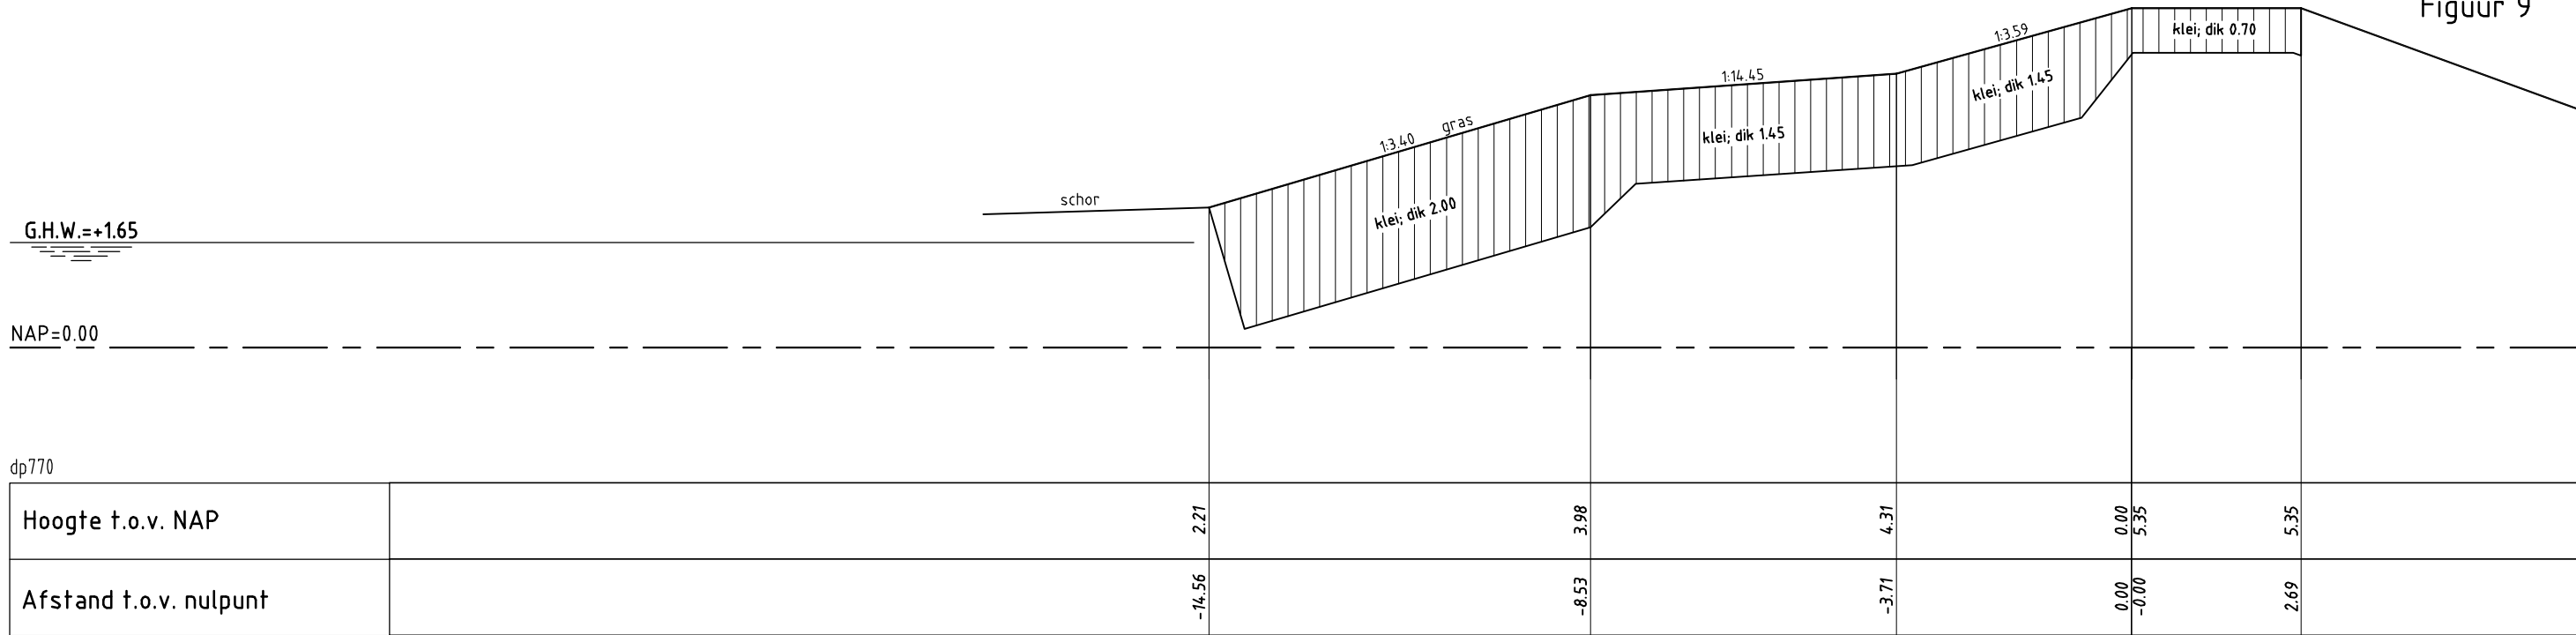 Figuur 9
1:3.59
klei; dik 0.70
1:14.45
klei; dik 1.45
klei; dik 1.45
1:3.40
gras
klei; dik 2.00
schor
G.H.W.=+1.65
NAP=0.00
dp770
Hoogte t.o.v. NAP 2.21 3.98 4.31 0.00 5.35 5.35
Afstand t.o.v. nulpunt -14.56 -8.53 -3.71 0.00 -0.00 2.69